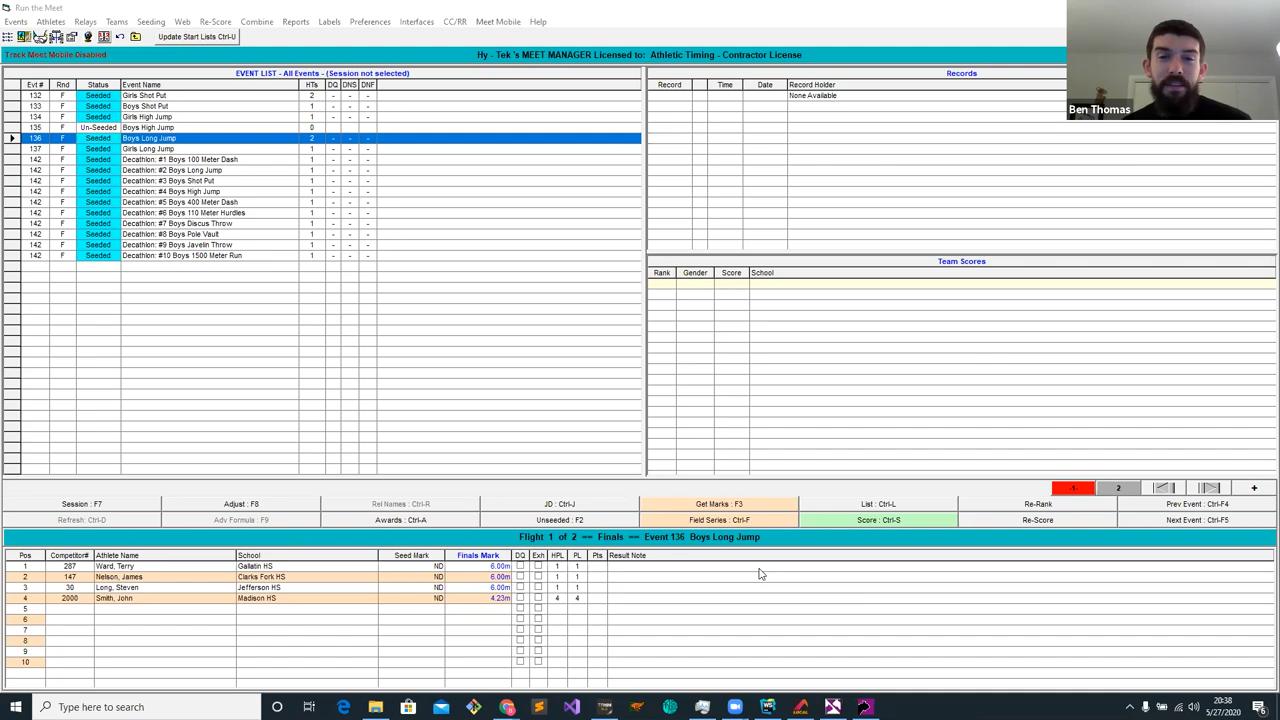 Run the Meet
Events Athletes Relays Teams Seeding Web Re-Score Combine Reports Labels Preferences Interfaces CC/RR Meet Mobile Help
Update Start Lists Ctrl-U
Track Meet Mobile Disabled
Hy - Tek 's MEET MANAGER Licensed to: Athletic Timing - Contractor License
EVENT LIST - All Events - (Session not selected)
Evt # Rnd Status Event Name HTs DQ DNS DNF
132 F Seeded Girls Shot Put 2 - - -
133 F Seeded Boys Shot Put 1 - - -
134 F Seeded Girls High Jump 1 - - -
135 F Un-Seeded Boys High Jump 0 - - -
136 F Seeded Boys Long Jump 2 - - -
137 F Seeded Girls Long Jump 1 - - -
142 F Seeded Decathlon: #1 Boys 100 Meter Dash 1 - - -
142 F Seeded Decathlon: #2 Boys Long Jump 1 - - -
142 F Seeded Decathlon: #3 Boys Shot Put 1 - - -
142 F Seeded Decathlon: #4 Boys High Jump 1 - - -
142 F Seeded Decathlon: #5 Boys 400 Meter Dash 1 - - -
142 F Seeded Decathlon: #6 Boys 110 Meter Hurdles 1 - - -
142 F Seeded Decathlon: #7 Boys Discus Throw 1 - - -
142 F Seeded Decathlon: #8 Boys Pole Vault 1 - - -
142 F Seeded Decathlon: #9 Boys Javelin Throw 1 - - -
142 F Seeded Decathlon: #10 Boys 1500 Meter Run 1 - - -
Records
Record Time Date Record Holder
None Available
Ben Thomas
Team Scores
Rank Gender Score School
-1- 2 +
Session : F7 Adjust : F8 Rel Names : Ctrl-R JD : Ctrl-J Get Marks : F3 List : Ctrl-L Re-Rank Prev Event : Ctrl-F4
Refresh : Ctrl-D Adv Formula : F9 Awards : Ctrl-A Unseeded : F2 Field Series : Ctrl-F Score : Ctrl-S Re-Score Next Event : Ctrl-F5
Flight 1 of 2 == Finals == Event 136 Boys Long Jump
Pos Competitor# Athlete Name School Seed Mark Finals Mark DQ Exh HPL PL Pts Result Note
1 287 Ward, Terry Gallatin HS ND 6.00m 1 1
2 147 Nelson, James Clarks Fork HS ND 6.00m 1 1
3 30 Long, Steven Jefferson HS ND 6.00m 1 1
4 2000 Smith, John Madison HS ND 4.23m 4 4
5
6
7
8
9
10
Type here to search
20:38
5/27/2020